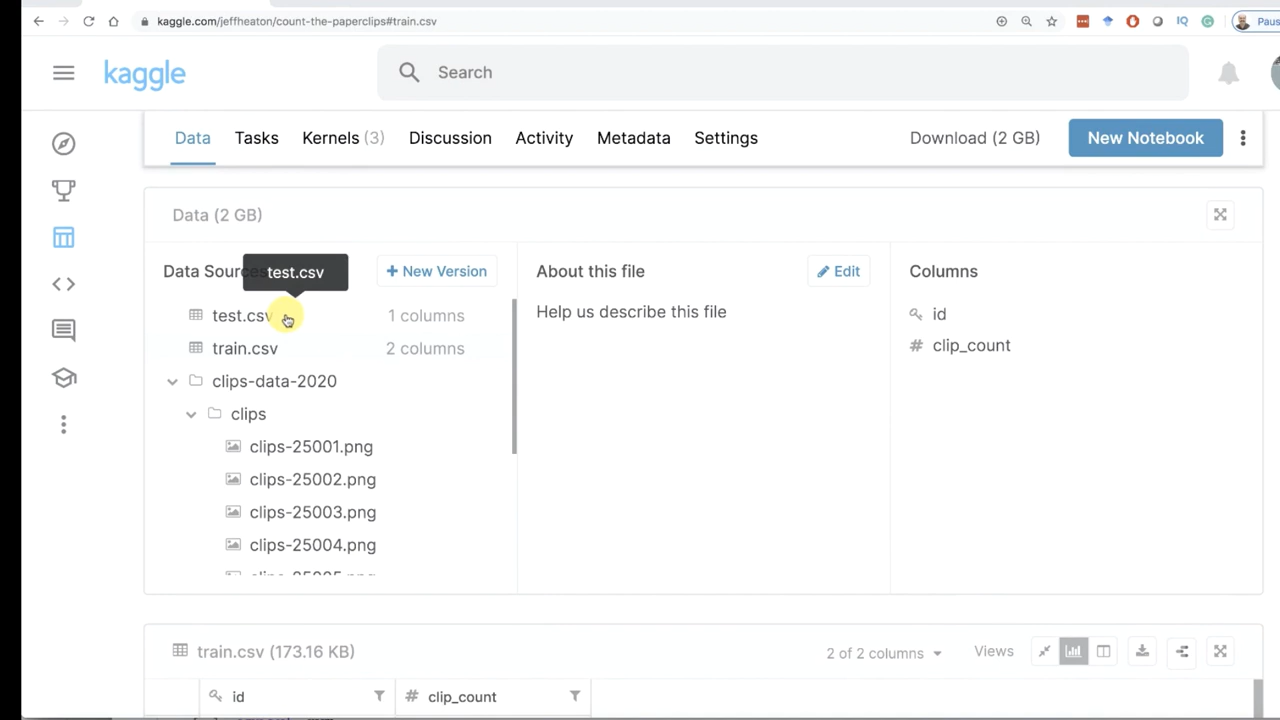 kaggle.com/jeffheaton/count-the-paperclips#train.csv
IQ
Paus
kaggle
Search
Data Tasks Kernels (3) Discussion Activity Metadata Settings Download (2 GB) New Notebook
Data (2 GB)
Data Sour
test.csv
+ New Version
About this file
Edit
Columns
test.csv 1 columns
Help us describe this file
id
train.csv 2 columns
# clip_count
clips-data-2020
clips
clips-25001.png
clips-25002.png
clips-25003.png
clips-25004.png
train.csv (173.16 KB)
2 of 2 columns
Views
id
# clip_count